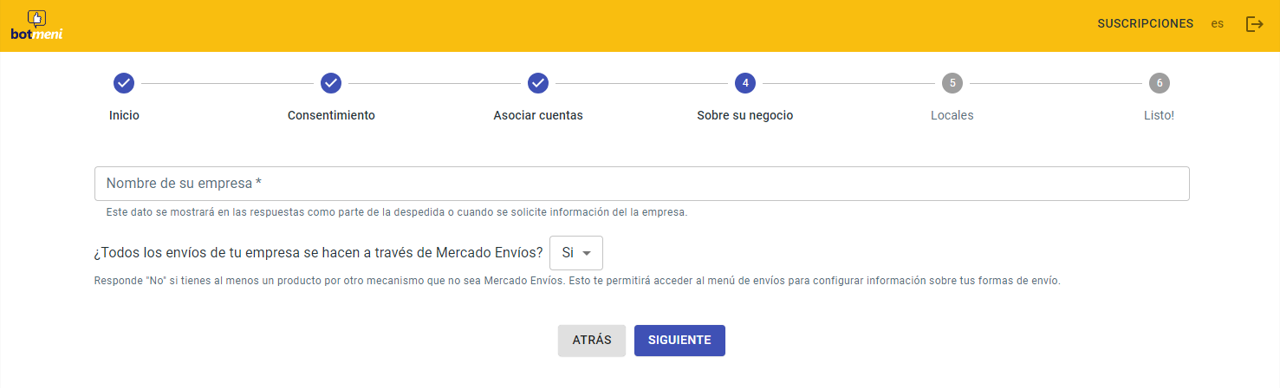 botmeni
SUSCRIPCIONES es
4 5 6
Inicio Consentimiento Asociar cuentas Sobre su negocio Locales Listo!
Nombre de su empresa *
Este dato se mostrará en las respuestas como parte de la despedida o cuando se solicite información del la empresa.
¿Todos los envíos de tu empresa se hacen a través de Mercado Envíos? Si
Responde "No" si tienes al menos un producto por otro mecanismo que no sea Mercado Envíos. Esto te permitirá acceder al menú de envíos para configurar información sobre tus formas de envío.
ATRÁS SIGUIENTE